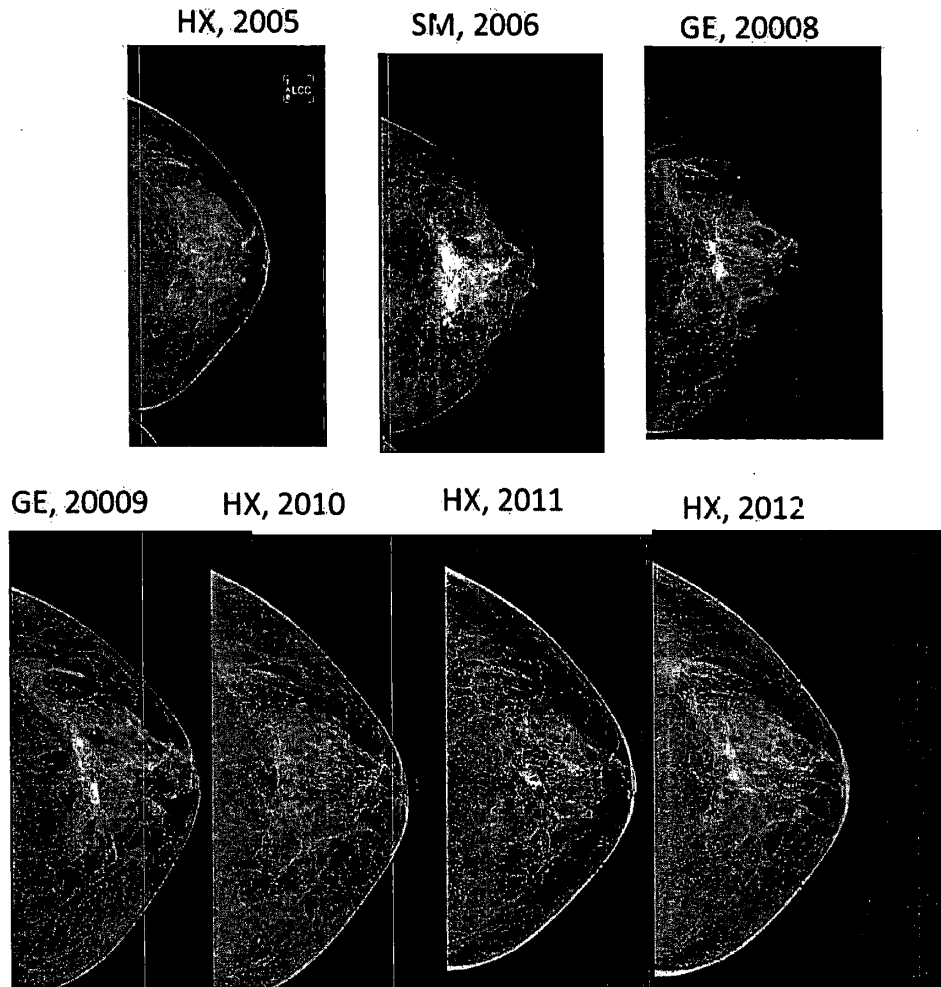 HX, 2005
SM, 2006
GE, 20008
LCC
GE, 20009
HX, 2010
HX, 2011
HX, 2012